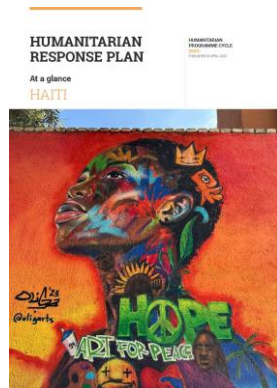 HUMANITARIAN
RESPONSE PLAN
HUMANITARIAN
PROGRAMME CYCLE
At a glance
HAITI
@oligarts
HOPE
ART FOR PEACE